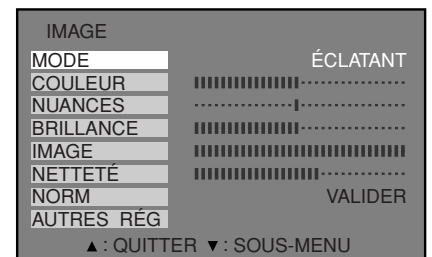 IMAGE
MODE ÉCLATANT
COULEUR
NUANCES
BRILLANCE
IMAGE
NETTETÉ
NORM VALIDER
AUTRES RÉG
▲ : QUITTER ▼ : SOUS-MENU